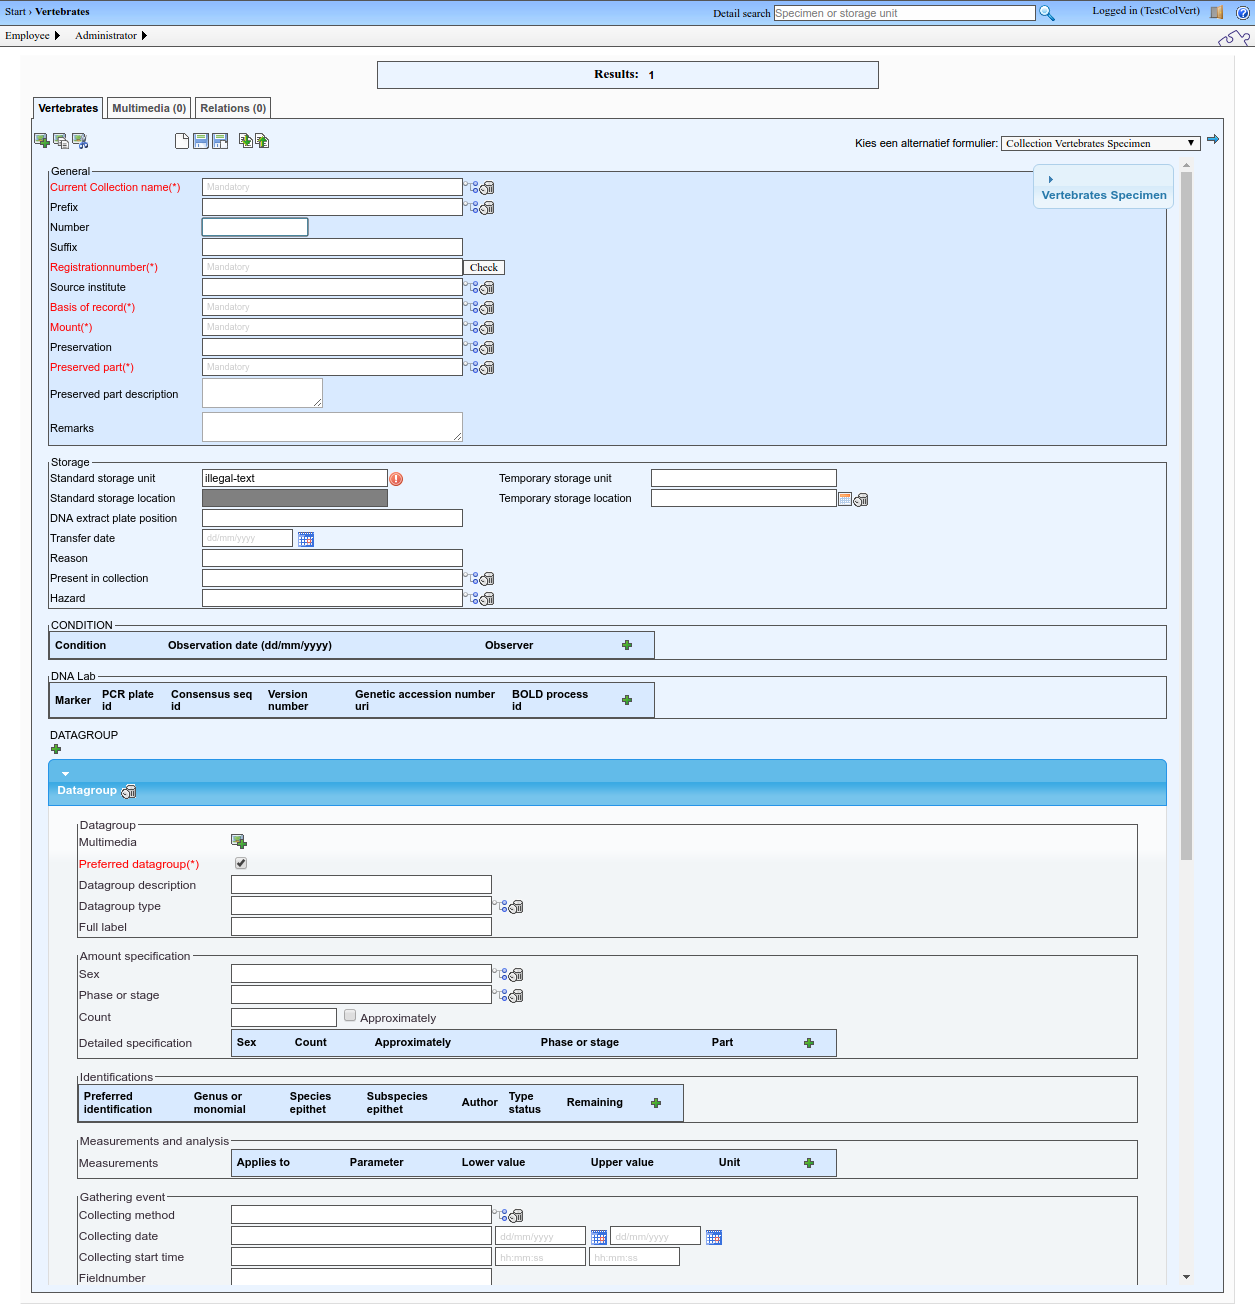 Start › Vertebrates
Detail search
Specimen or storage unit
Logged in (TestColVert)
Employee
Administrator
Results: 1
Vertebrates
Multimedia (0)
Relations (0)
Kies een alternatief formulier:
Collection Vertebrates Specimen
General
Vertebrates Specimen
Current Collection name(*)
Mandatory
Prefix
Number
Suffix
Registrationnumber(*)
Mandatory
Check
Source institute
Basis of record(*)
Mandatory
Mount(*)
Mandatory
Preservation
Preserved part(*)
Mandatory
Preserved part description
Remarks
Storage
Standard storage unit
illegal-text
Temporary storage unit
Standard storage location
Temporary storage location
DNA extract plate position
Transfer date
dd/mm/yyyy
Reason
Present in collection
Hazard
CONDITION
Condition
Observation date (dd/mm/yyyy)
Observer
DNA Lab
Marker
PCR plate
id
Consensus seq
id
Version
number
Genetic accession number
uri
BOLD process
id
DATAGROUP
Datagroup
Datagroup
Multimedia
Preferred datagroup(*)
Datagroup description
Datagroup type
Full label
Amount specification
Sex
Phase or stage
Count
Approximately
Detailed specification
Sex
Count
Approximately
Phase or stage
Part
Identifications
Preferred
identification
Genus or
monomial
Species
epithet
Subspecies
epithet
Author
Type
status
Remaining
Measurements and analysis
Measurements
Applies to
Parameter
Lower value
Upper value
Unit
Gathering event
Collecting method
Collecting date
dd/mm/yyyy
dd/mm/yyyy
Collecting start time
hh:mm:ss
hh:mm:ss
Fieldnumber